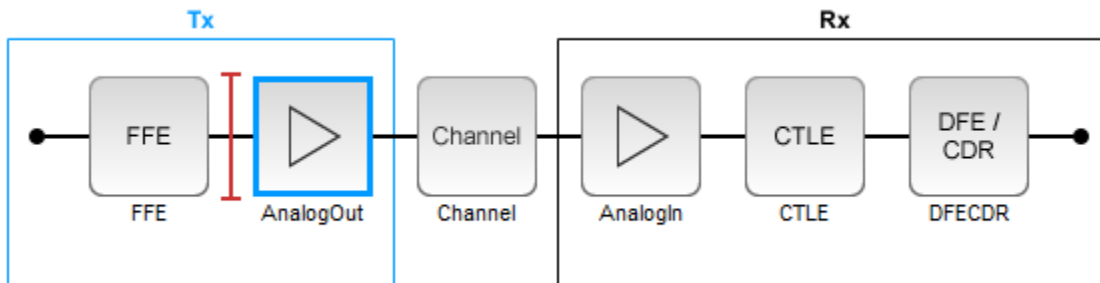 Tx
Rx
FFE
Channel
CTLE
DFE /
CDR
FFE
AnalogOut
Channel
AnalogIn
CTLE
DFECDR